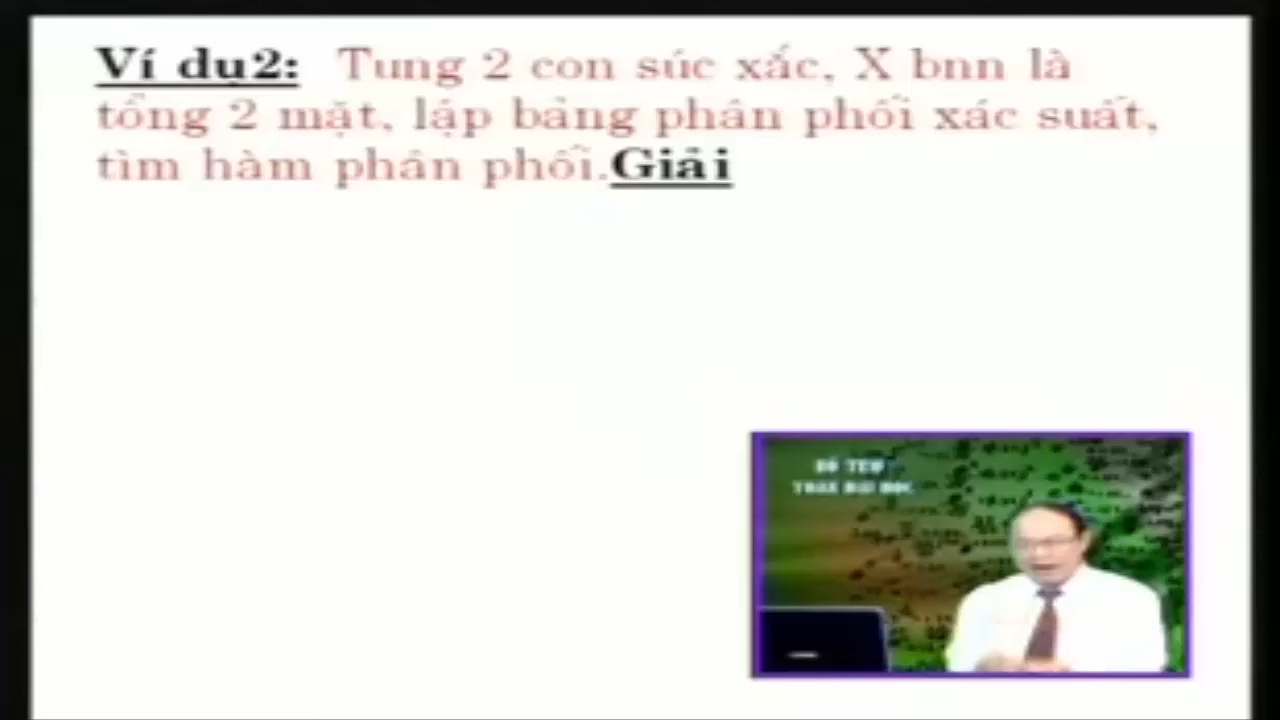 Ví dụ2: Tung 2 con súc xắc, X bnn là
tổng 2 mặt, lập bảng phân phối xác suất,
tìm hàm phân phối.Giải